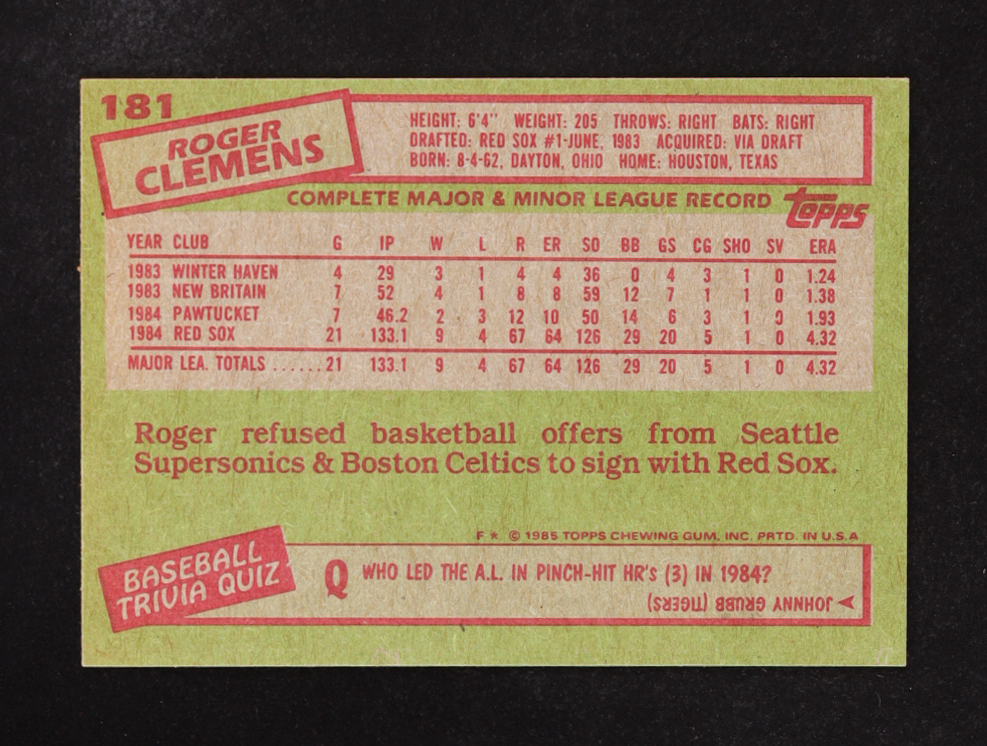 181
ROGER
CLEMENS
HEIGHT: 6'4" WEIGHT: 205 THROWS: RIGHT BATS: RIGHT
DRAFTED: RED SOX #1-JUNE, 1983 ACQUIRED: VIA DRAFT
BORN: 8-4-62, DAYTON, OHIO HOME: HOUSTON, TEXAS
COMPLETE MAJOR & MINOR LEAGUE RECORD topps
YEAR CLUB G IP W L R ER SO BB GS CG SHO SV ERA
1983 WINTER HAVEN 4 29 3 1 4 4 36 0 4 3 1 0 1.24
1983 NEW BRITAIN 7 52 4 1 8 8 59 12 7 1 1 0 1.38
1984 PAWTUCKET 7 46.2 2 3 12 10 50 14 6 3 1 0 1.93
1984 RED SOX 21 133.1 9 4 67 64 126 29 20 5 1 0 4.32
MAJOR LEA. TOTALS ......21 133.1 9 4 67 64 126 29 20 5 1 0 4.32
Roger refused basketball offers from Seattle
Supersonics & Boston Celtics to sign with Red Sox.
F * © 1985 TOPPS CHEWING GUM, INC. PRTD. IN U.S.A
BASEBALL
TRIVIA QUIZ
Q WHO LED THE A.L. IN PINCH-HIT HR's (3) IN 1984?
JOHNNY GRUBB (TIGERS)